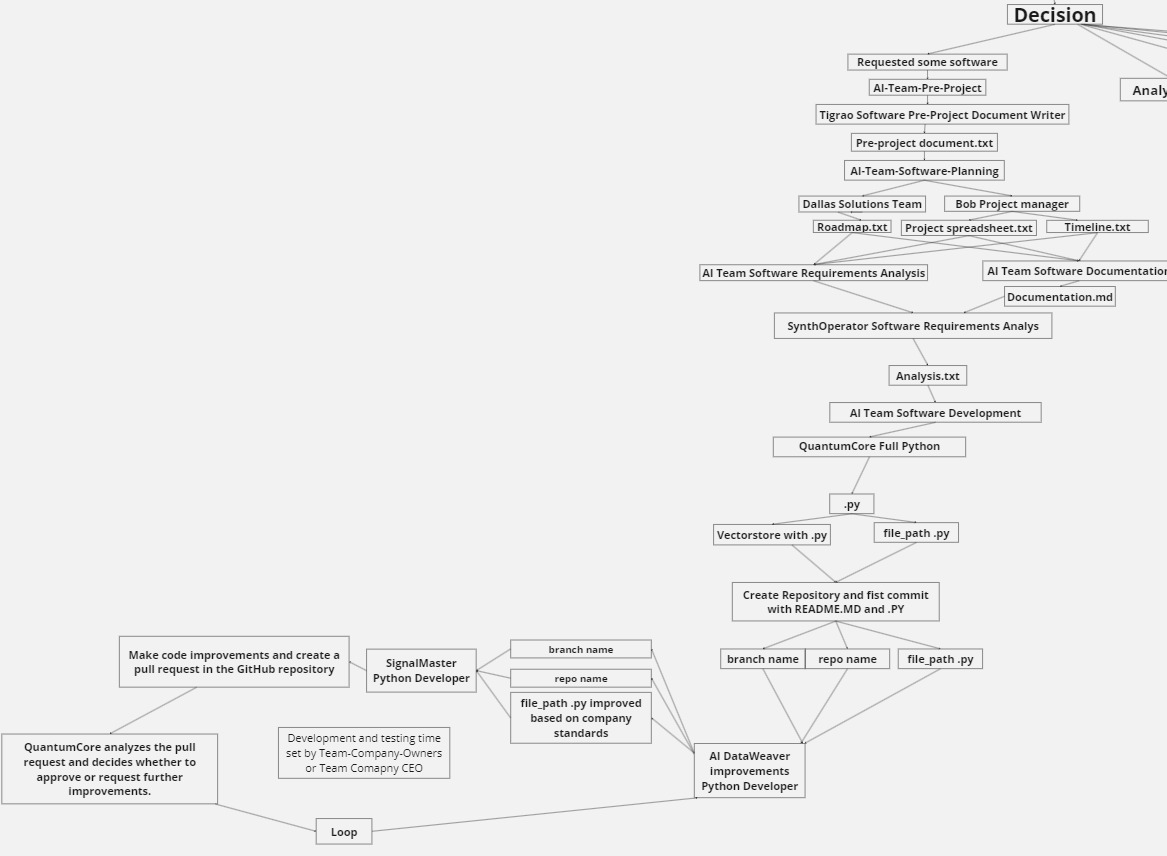 Decision
Requested some software
AI-Team-Pre-Project
Analy
Tigrao Software Pre-Project Document Writer
Pre-project document.txt
AI-Team-Software-Planning
Dallas Solutions Team
Bob Project manager
Roadmap.txt
Project spreadsheet.txt
Timeline.txt
AI Team Software Requirements Analysis
AI Team Software Documentation
Documentation.md
SynthOperator Software Requirements Analys
Analysis.txt
AI Team Software Development
QuantumCore Full Python
.py
Vectorstore with .py
file_path .py
Create Repository and fist commit
with README.MD and .PY
branch name
repo name
file_path .py
AI DataWeaver
improvements
Python Developer
branch name
repo name
file_path .py improved
based on company
standards
SignalMaster
Python Developer
Make code improvements and create a
pull request in the GitHub repository
QuantumCore analyzes the pull
request and decides whether to
approve or request further
improvements.
Development and testing time
set by Team-Company-Owners
or Team Comapny CEO
Loop